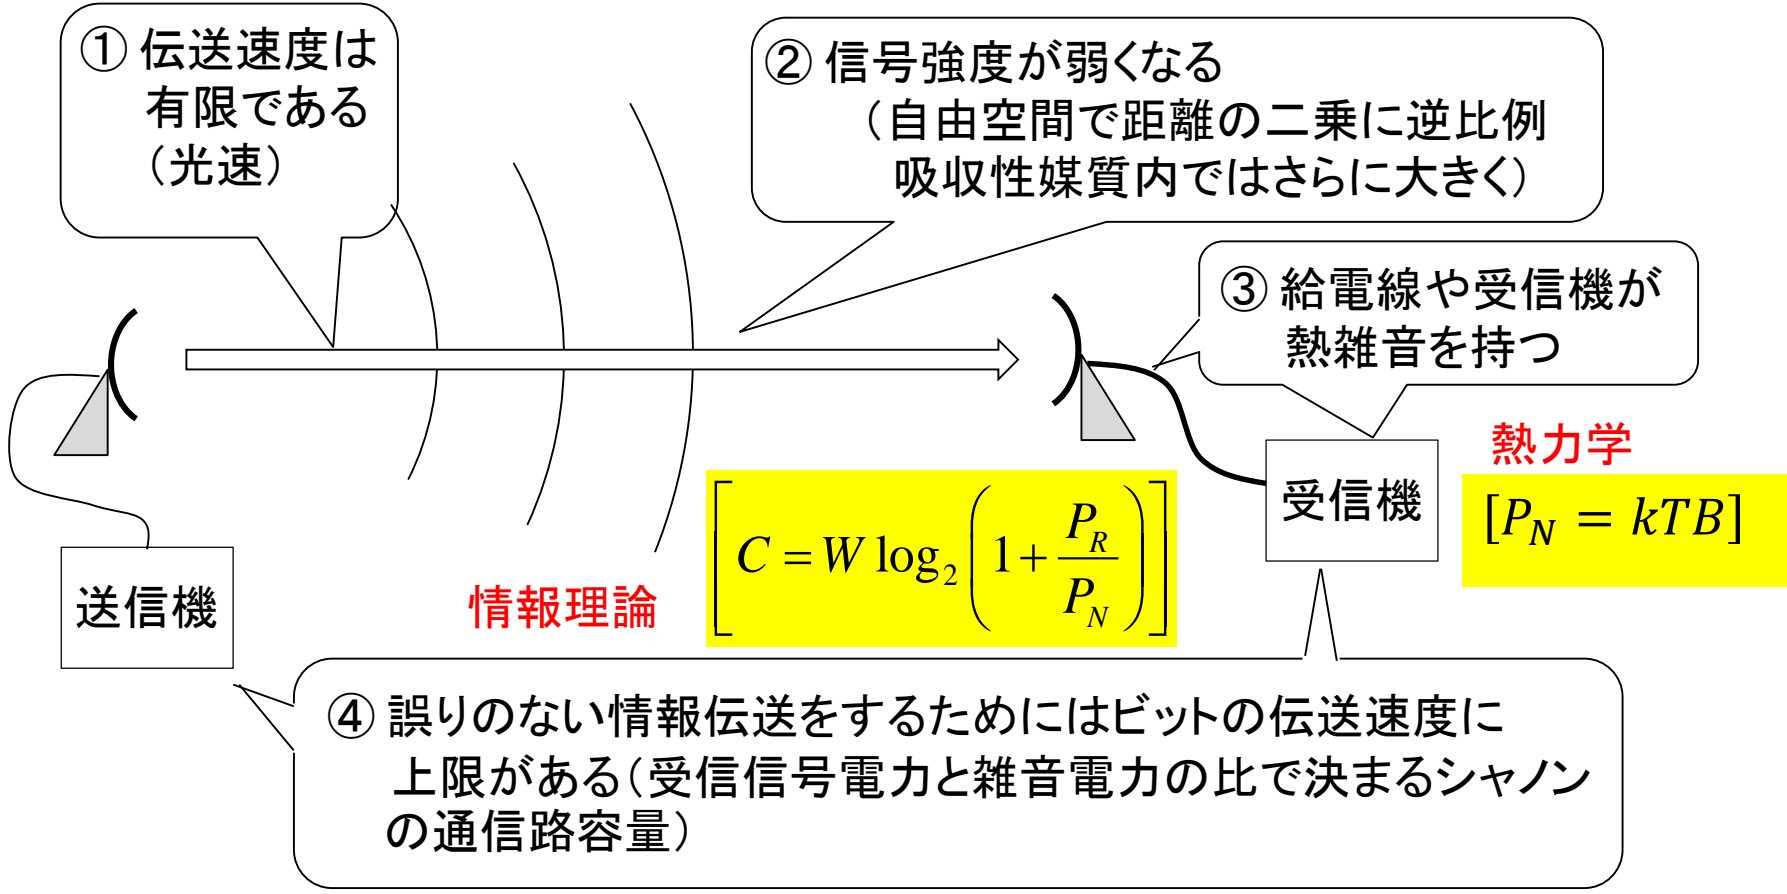 ① 伝送速度は
有限である
（光速）
② 信号強度が弱くなる
（自由空間で距離の二乗に逆比例
吸収性媒質内ではさらに大きく）
③ 給電線や受信機が
熱雑音を持つ
熱力学
[P_N = kTB]
受信機
[C = W log_2 (1 + P_R / P_N)]
情報理論
送信機
④ 誤りのない情報伝送をするためにはビットの伝送速度に
上限がある（受信信号電力と雑音電力の比で決まるシャノン
の通信路容量）